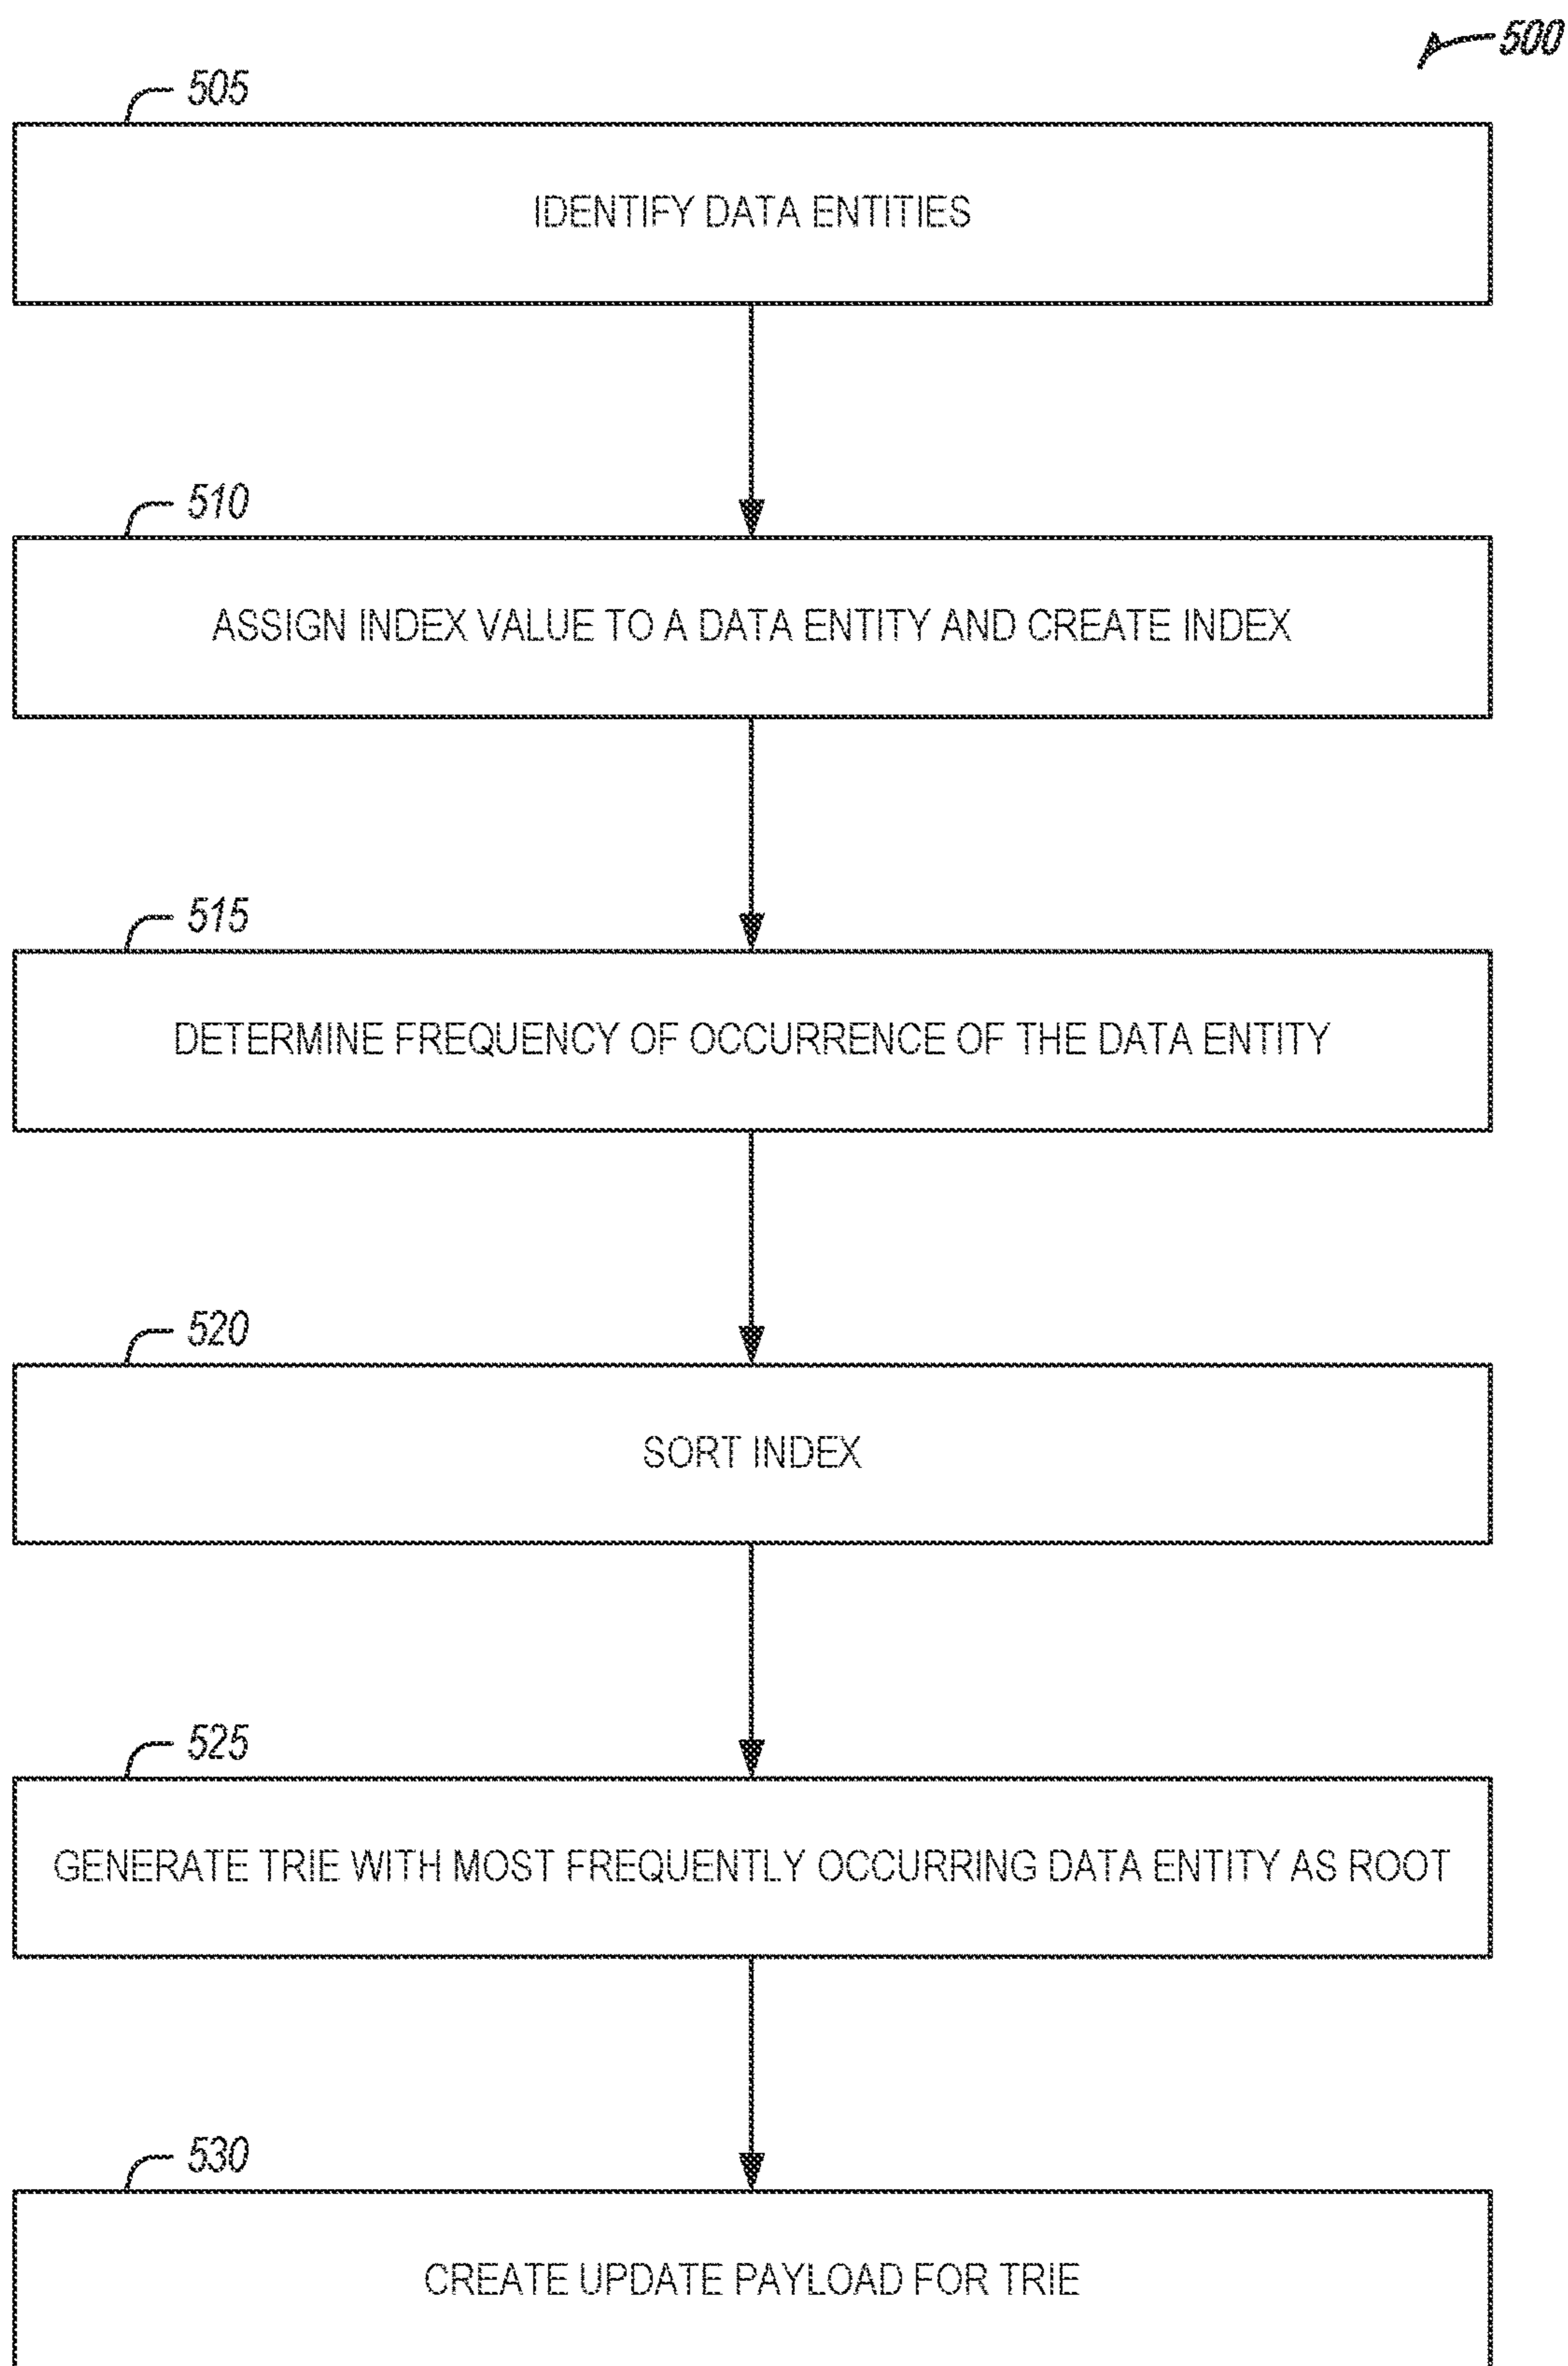 500
505
IDENTIFY DATA ENTITIES
510
ASSIGN INDEX VALUE TO A DATA ENTITY AND CREATE INDEX
515
DETERMINE FREQUENCY OF OCCURRENCE OF THE DATA ENTITY
520
SORT INDEX
525
GENERATE TRIE WITH MOST FREQUENTLY OCCURRING DATA ENTITY AS ROOT
530
CREATE UPDATE PAYLOAD FOR TRIE